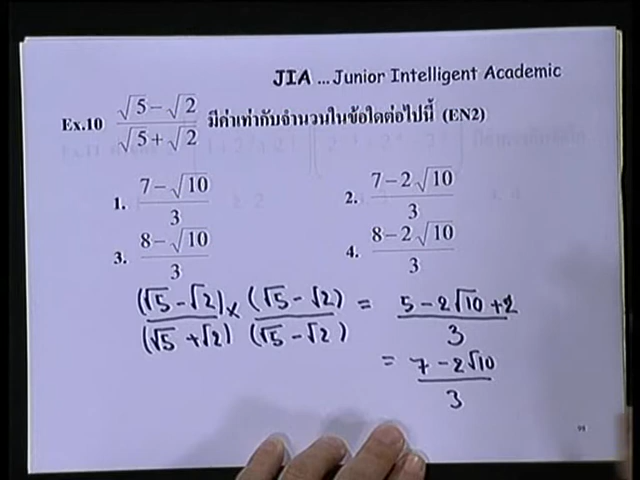 JIA ... Junior Intelligent Academic
Ex.10 (√5 − √2)/(√5 + √2) มีค่าเท่ากับจำนวนในข้อใดต่อไปนี้ (EN2)
1. (7 − √10)/3 2. (7 − 2√10)/3
3. (8 − √10)/3 4. (8 − 2√10)/3
(√5 − √2)/(√5 + √2) × (√5 − √2)/(√5 − √2) = (5 − 2√10 + 2)/3
= (7 − 2√10)/3